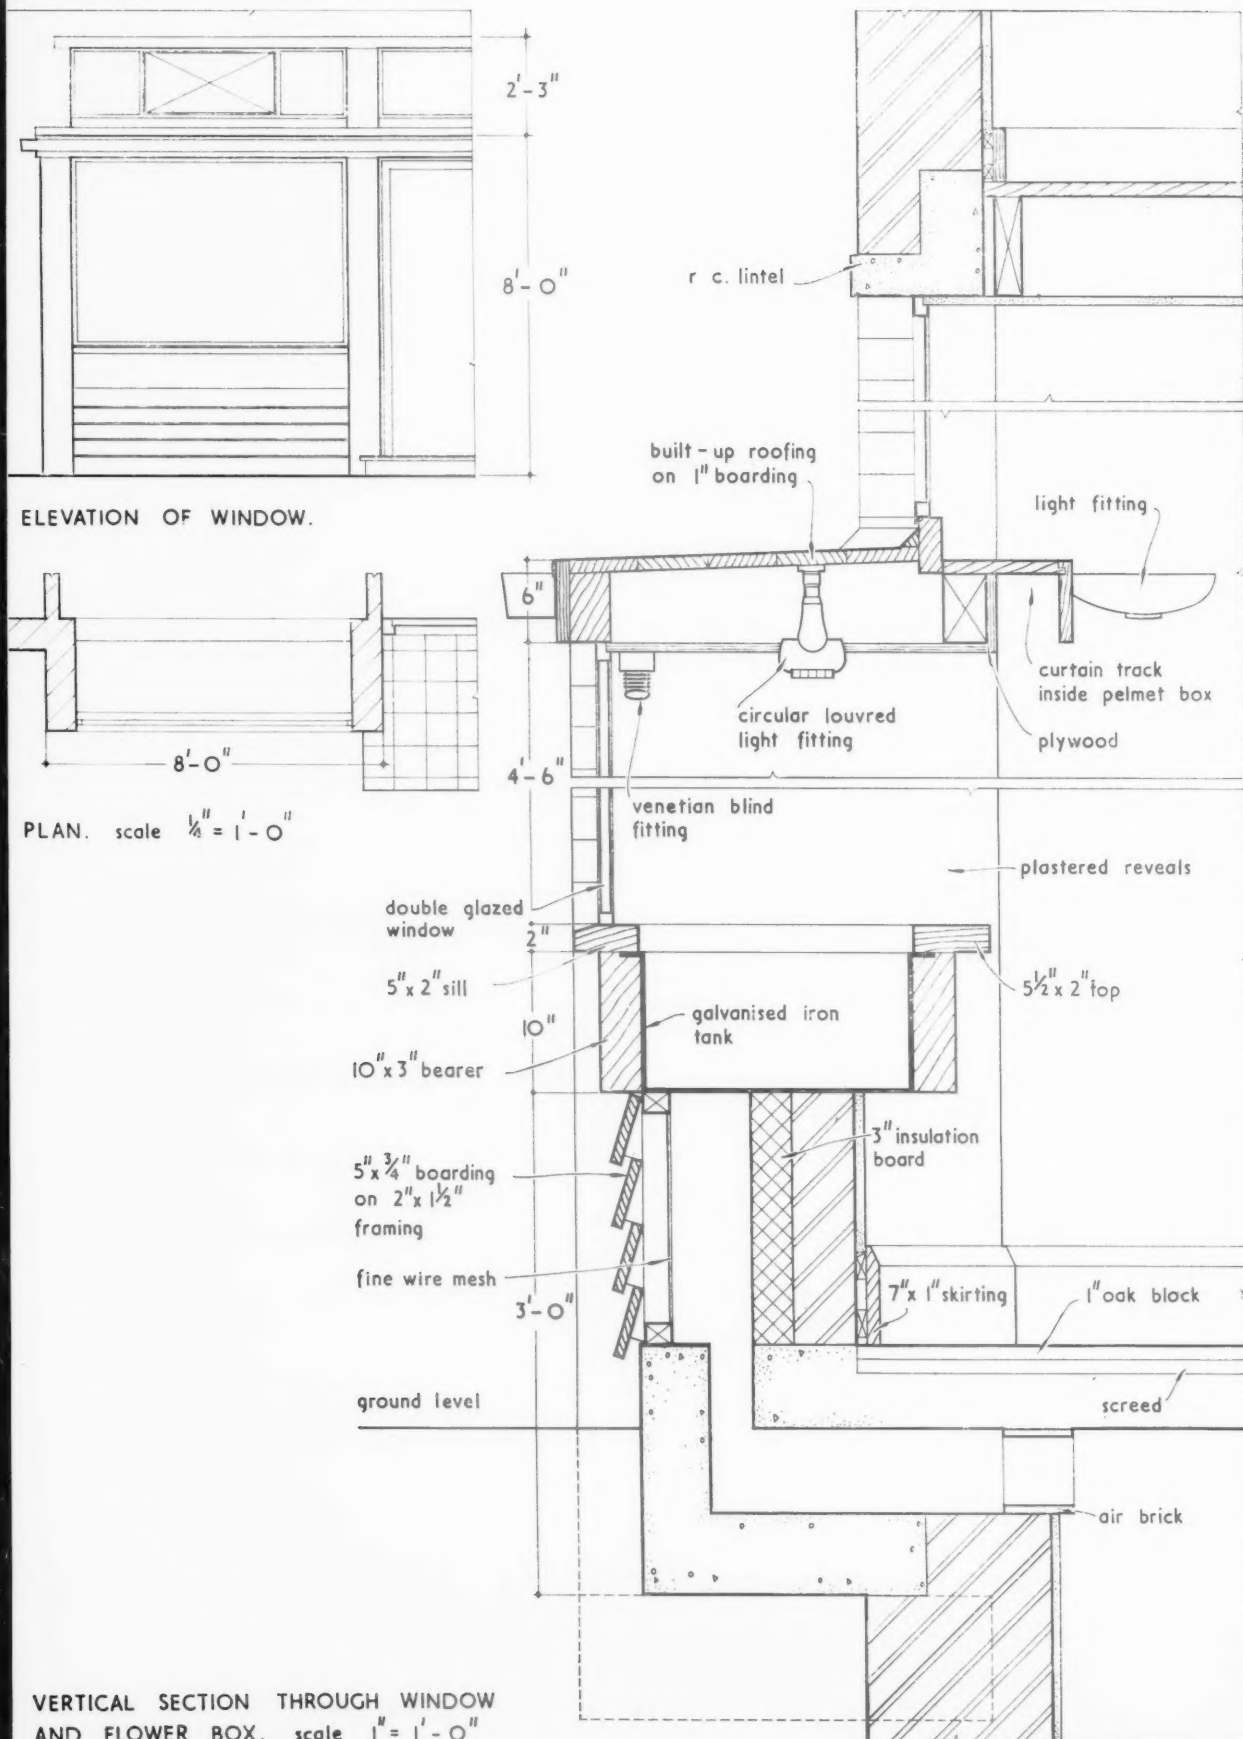 2'-3"
8'-0"
ELEVATION OF WINDOW.
8'-0"
PLAN. scale ¼" = 1'-0"
r c. lintel
built-up roofing
on 1" boarding
light fitting
6"
curtain track
inside pelmet box
circular louvred
light fitting
plywood
4'-6"
venetian blind
fitting
plastered reveals
double glazed
window
2"
5" x 2" sill
5½" x 2" top
10"
galvanised iron
tank
10" x 3" bearer
3" insulation
board
5" x ¾" boarding
on 2" x 1½"
framing
fine wire mesh
7" x 1" skirting
1" oak block
3'-0"
ground level
screed
air brick
VERTICAL SECTION THROUGH WINDOW
AND FLOWER BOX. scale 1" = 1'-0"